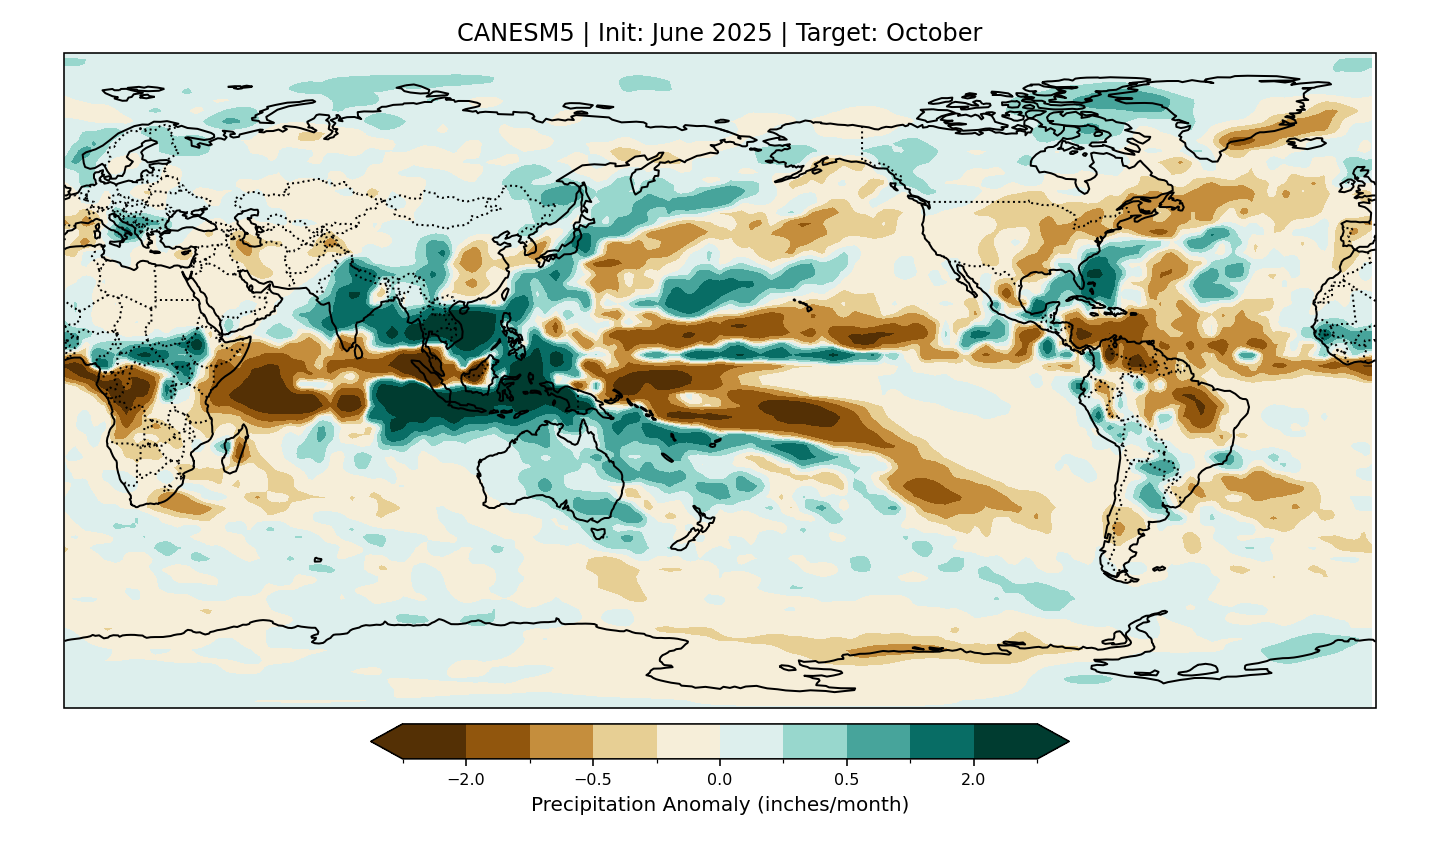 CANESM5 | Init: June 2025 | Target: October
−2.0 −0.5 0.0 0.5 2.0
Precipitation Anomaly (inches/month)